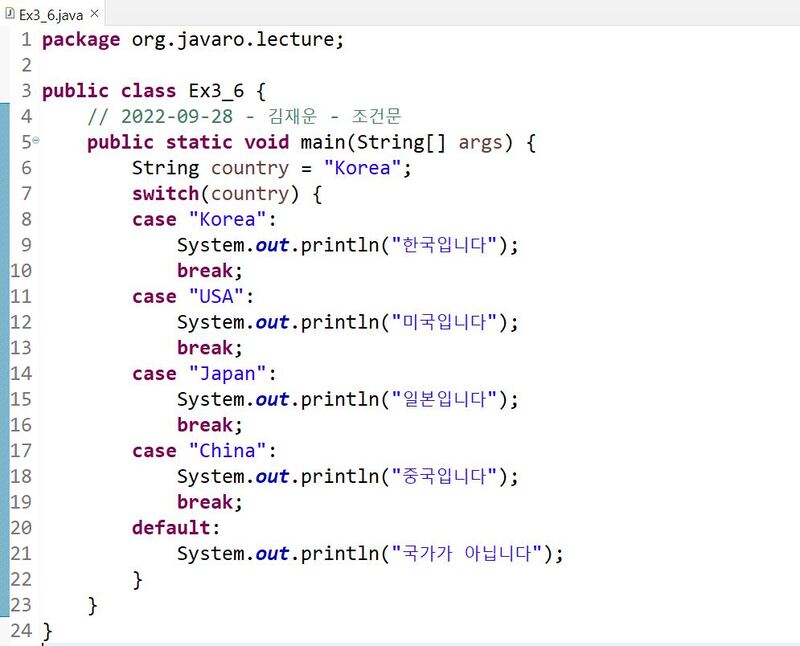 Ex3_6.java
1 package org.javaro.lecture;
2
3 public class Ex3_6 {
4     // 2022-09-28 - 김재운 - 조건문
5     public static void main(String[] args) {
6         String country = "Korea";
7         switch(country) {
8         case "Korea":
9             System.out.println("한국입니다");
10             break;
11         case "USA":
12             System.out.println("미국입니다");
13             break;
14         case "Japan":
15             System.out.println("일본입니다");
16             break;
17         case "China":
18             System.out.println("중국입니다");
19             break;
20         default:
21             System.out.println("국가가 아닙니다");
22         }
23     }
24 }